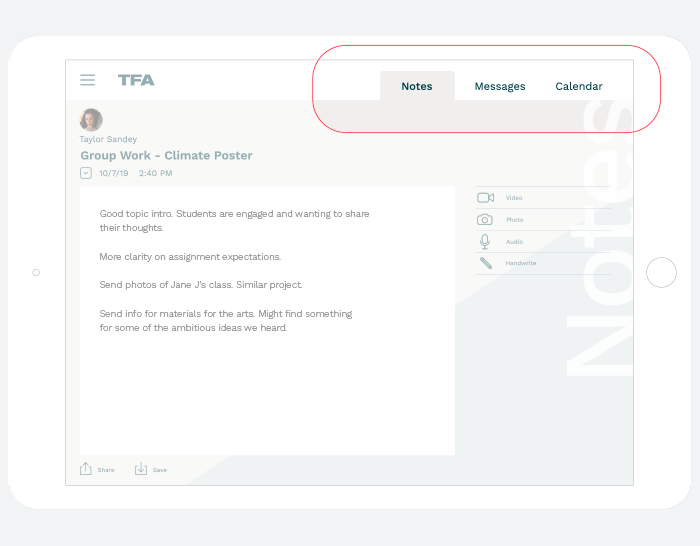 TFA
Notes
Messages
Calendar
Taylor Sandey
Group Work - Climate Poster
10/7/19 2:40 PM
Good topic intro. Students are engaged and wanting to share
their thoughts.
More clarity on assignment expectations.
Send photos of Jane J's class. Similar project.
Send info for materials for the arts. Might find something
for some of the ambitious ideas we heard.
Video
Photo
Audio
Handwrite
Notes
Share
Save